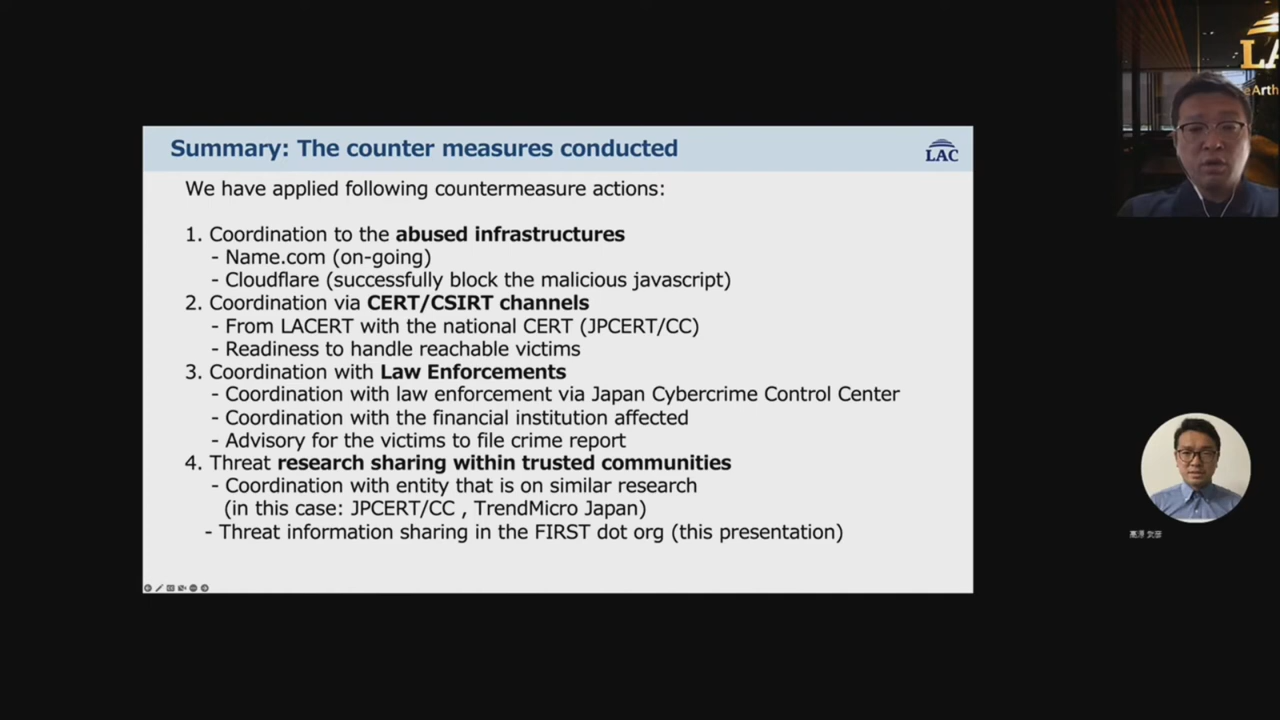 Summary: The counter measures conducted
LAC
We have applied following countermeasure actions:
1. Coordination to the abused infrastructures
- Name.com (on-going)
- Cloudflare (successfully block the malicious javascript)
2. Coordination via CERT/CSIRT channels
- From LACERT with the national CERT (JPCERT/CC)
- Readiness to handle reachable victims
3. Coordination with Law Enforcements
- Coordination with law enforcement via Japan Cybercrime Control Center
- Coordination with the financial institution affected
- Advisory for the victims to file crime report
4. Threat research sharing within trusted communities
- Coordination with entity that is on similar research
(in this case: JPCERT/CC , TrendMicro Japan)
- Threat information sharing in the FIRST dot org (this presentation)
LA